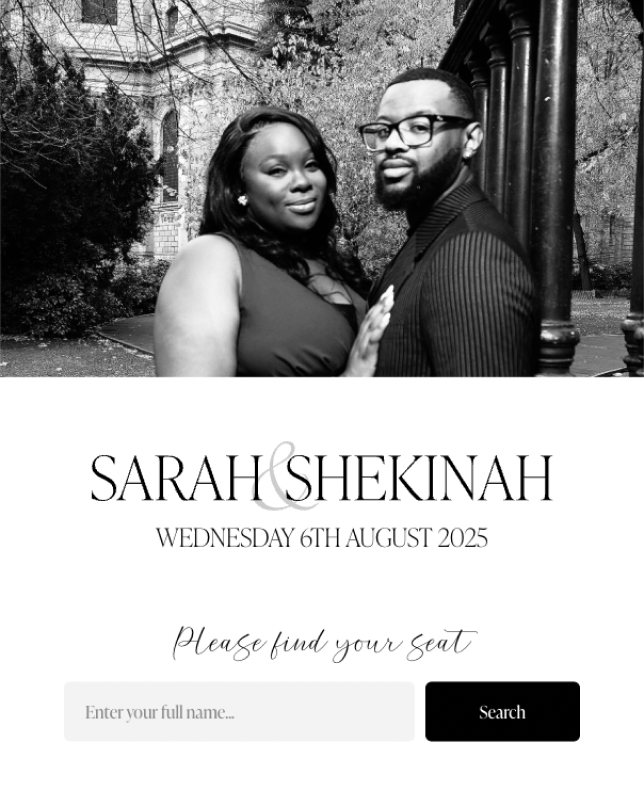 SARAH & SHEKINAH
WEDNESDAY 6TH AUGUST 2025
Please find your seat
Enter your full name...
Search